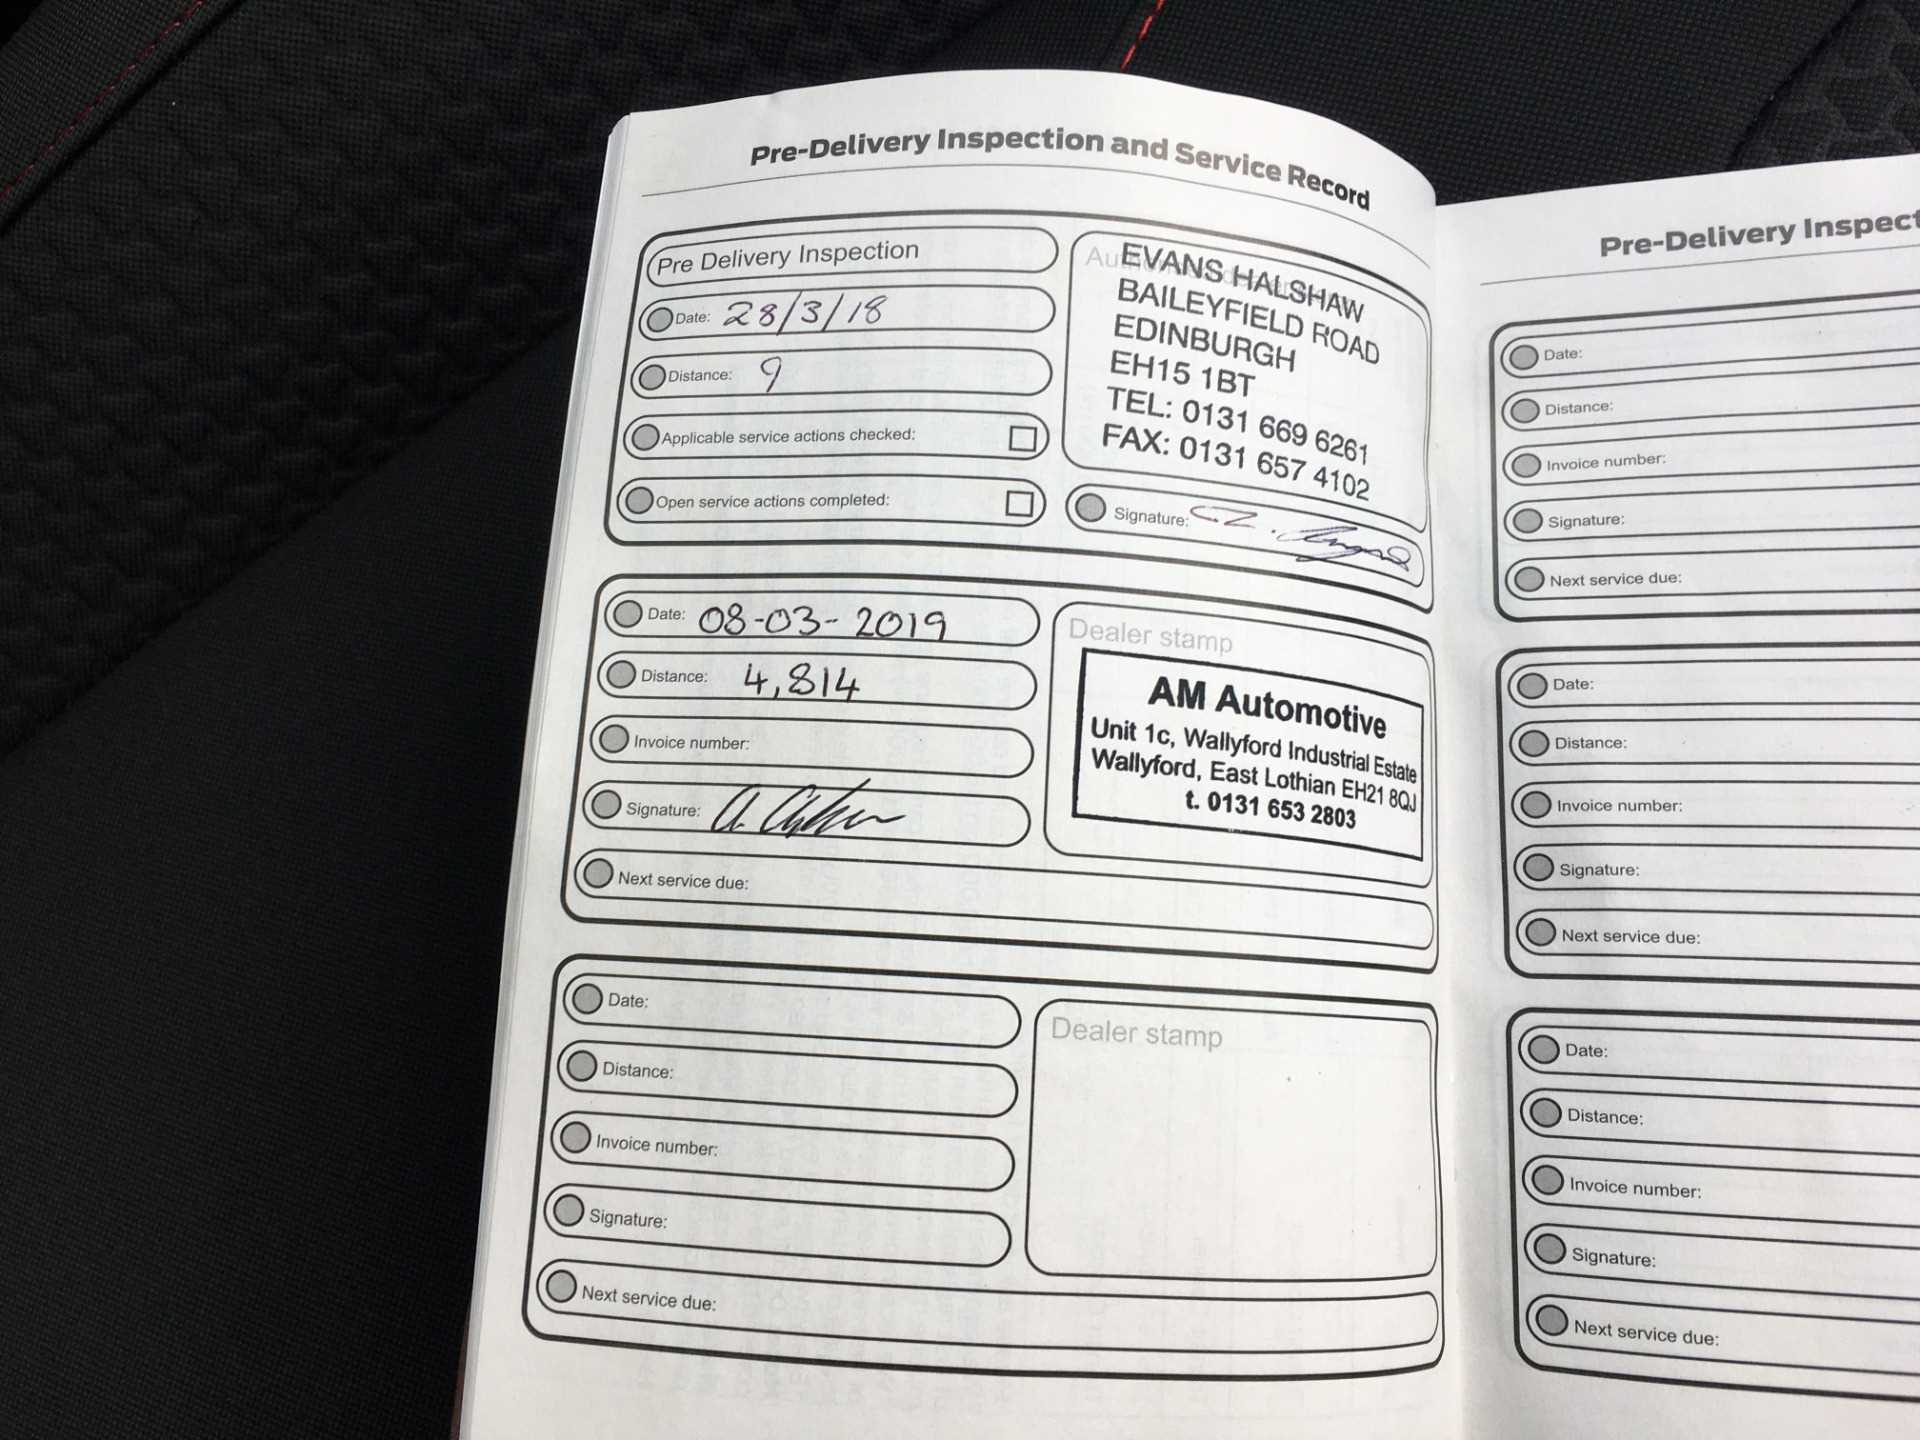 Pre-Delivery Inspection and Service Record
Pre Delivery Inspection
Date: 28/3/18
Distance: 9
Applicable service actions checked:
Open service actions completed:
EVANS HALSHAW
BAILEYFIELD ROAD
EDINBURGH
EH15 1BT
TEL: 0131 669 6261
FAX: 0131 657 4102
Signature:
Date: 08-03-2019
Distance: 4,814
Invoice number:
Signature:
Next service due:
Dealer stamp
AM Automotive
Unit 1c, Wallyford Industrial Estate
Wallyford, East Lothian EH21 8QJ
t. 0131 653 2803
Date:
Distance:
Invoice number:
Signature:
Next service due:
Dealer stamp
Pre-Delivery Inspect
Date:
Distance:
Invoice number:
Signature:
Next service due:
Date:
Distance:
Invoice number:
Signature:
Next service due:
Date:
Distance:
Invoice number:
Signature:
Next service due: